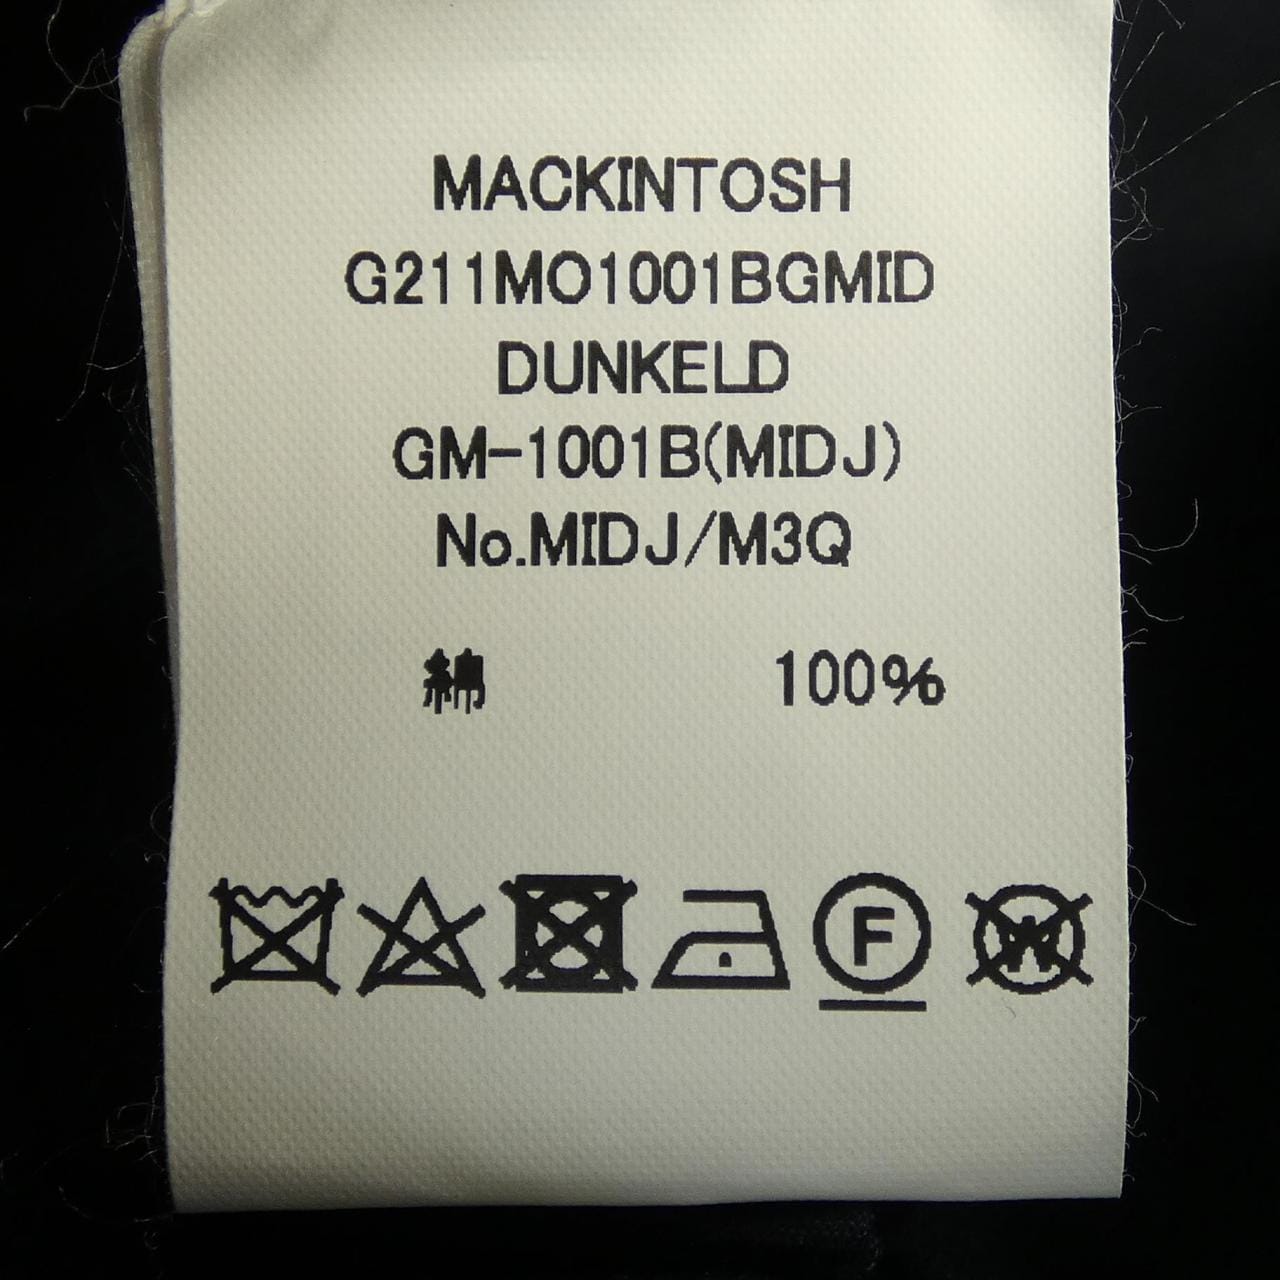 MACKINTOSH
G211MO1001BGMID
DUNKELD
GM-1001B(MIDJ)
No.MIDJ/M3Q
綿 100%
F W